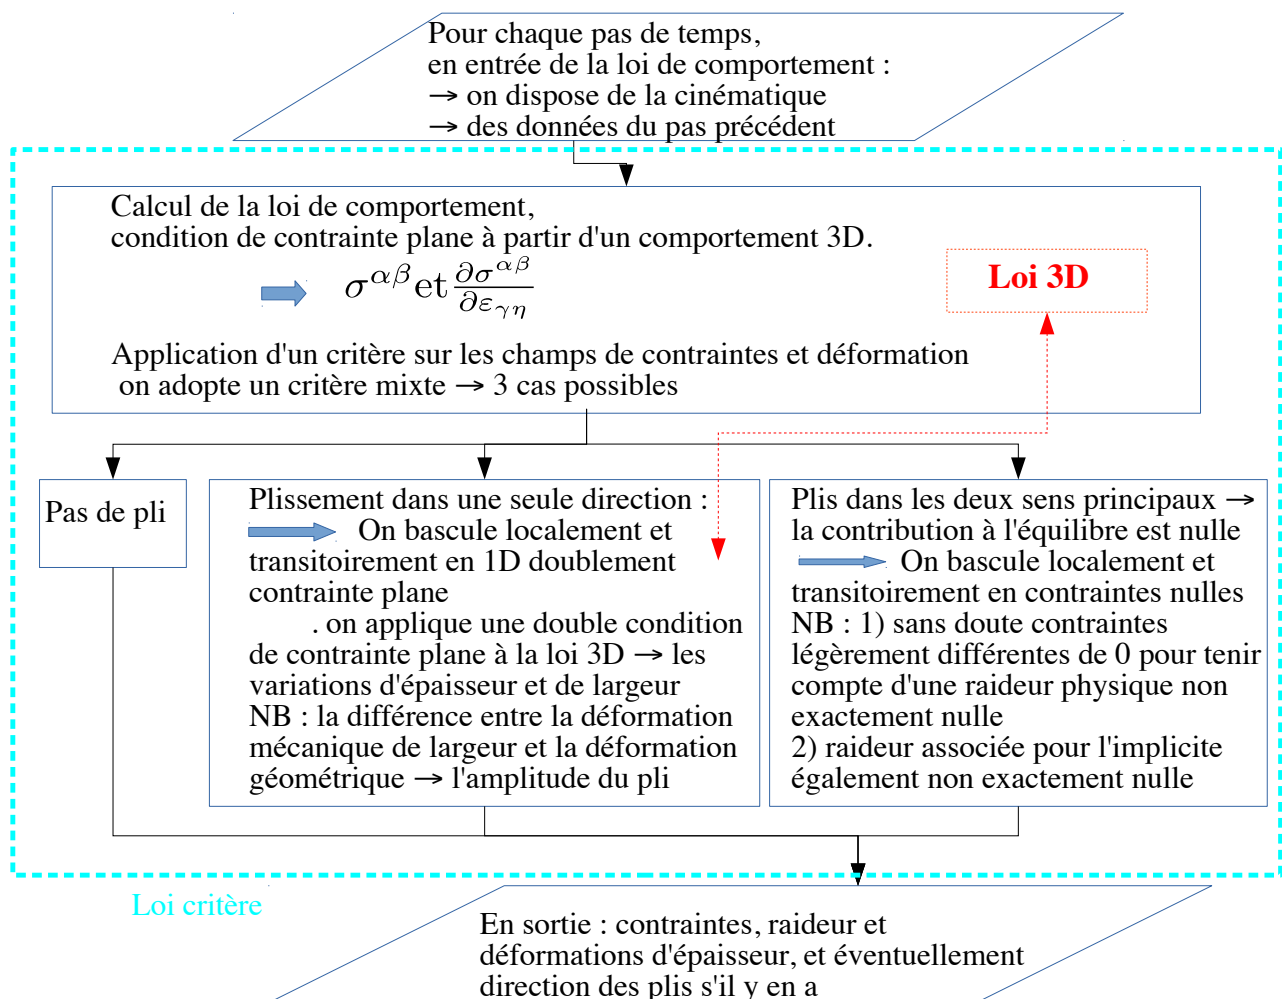 Pour chaque pas de temps,
en entrée de la loi de comportement :
→ on dispose de la cinématique
→ des données du pas précédent
Calcul de la loi de comportement,
condition de contrainte plane à partir d'un comportement 3D.
σ^{αβ} et ∂σ^{αβ}/∂ε_{γη}
Loi 3D
Application d'un critère sur les champs de contraintes et déformation
on adopte un critère mixte → 3 cas possibles
Pas de pli
Plissement dans une seule direction :
On bascule localement et
transitoirement en 1D doublement
contrainte plane
. on applique une double condition
de contrainte plane à la loi 3D → les
variations d'épaisseur et de largeur
NB : la différence entre la déformation
mécanique de largeur et la déformation
géométrique → l'amplitude du pli
Plis dans les deux sens principaux →
la contribution à l'équilibre est nulle
On bascule localement et
transitoirement en contraintes nulles
NB : 1) sans doute contraintes
légèrement différentes de 0 pour tenir
compte d'une raideur physique non
exactement nulle
2) raideur associée pour l'implicite
également non exactement nulle
Loi critère
En sortie : contraintes, raideur et
déformations d'épaisseur, et éventuellement
direction des plis s'il y en a